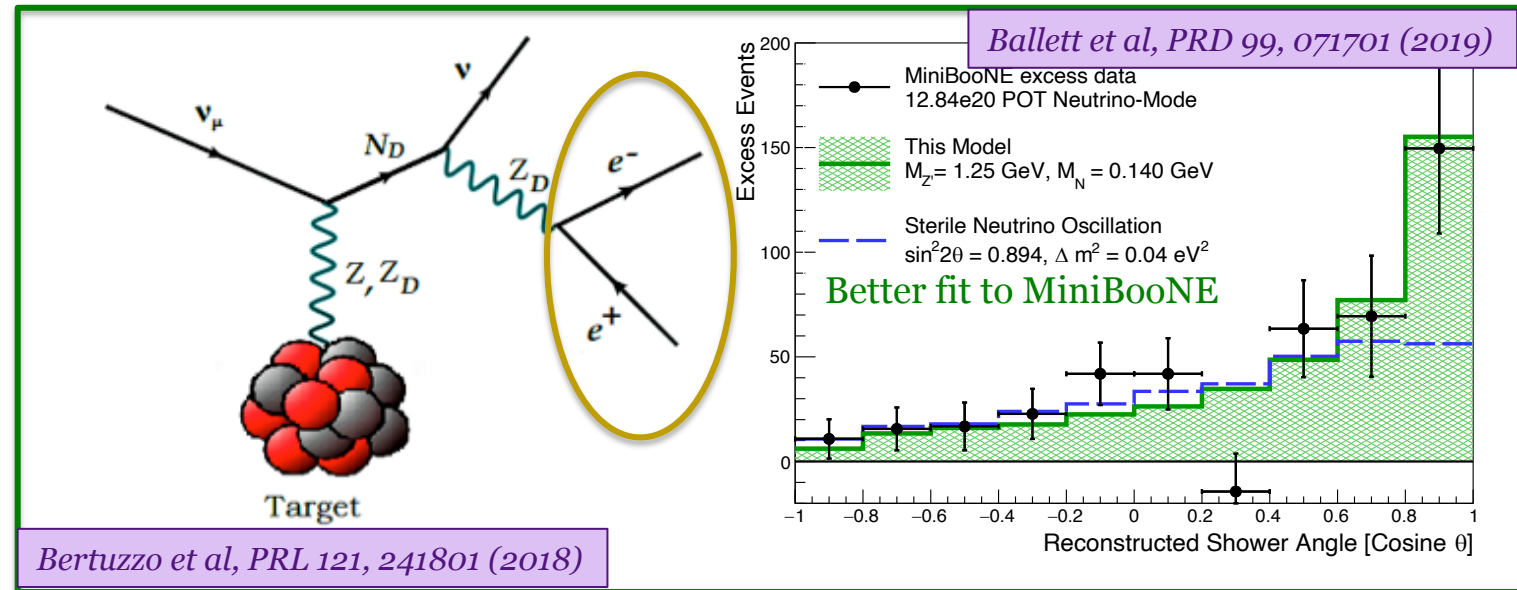 ν
ν_μ
N_D
Z_D
e⁻
e⁺
Z, Z_D
Target
Bertuzzo et al, PRL 121, 241801 (2018)
Ballett et al, PRD 99, 071701 (2019)
MiniBooNE excess data
12.84e20 POT Neutrino-Mode
This Model
M_Z'= 1.25 GeV, M_N = 0.140 GeV
Sterile Neutrino Oscillation
sin²2θ = 0.894, Δ m² = 0.04 eV²
Better fit to MiniBooNE
Excess Events
200
150
100
50
0
−1 −0.8 −0.6 −0.4 −0.2 0 0.2 0.4 0.6 0.8 1
Reconstructed Shower Angle [Cosine θ]